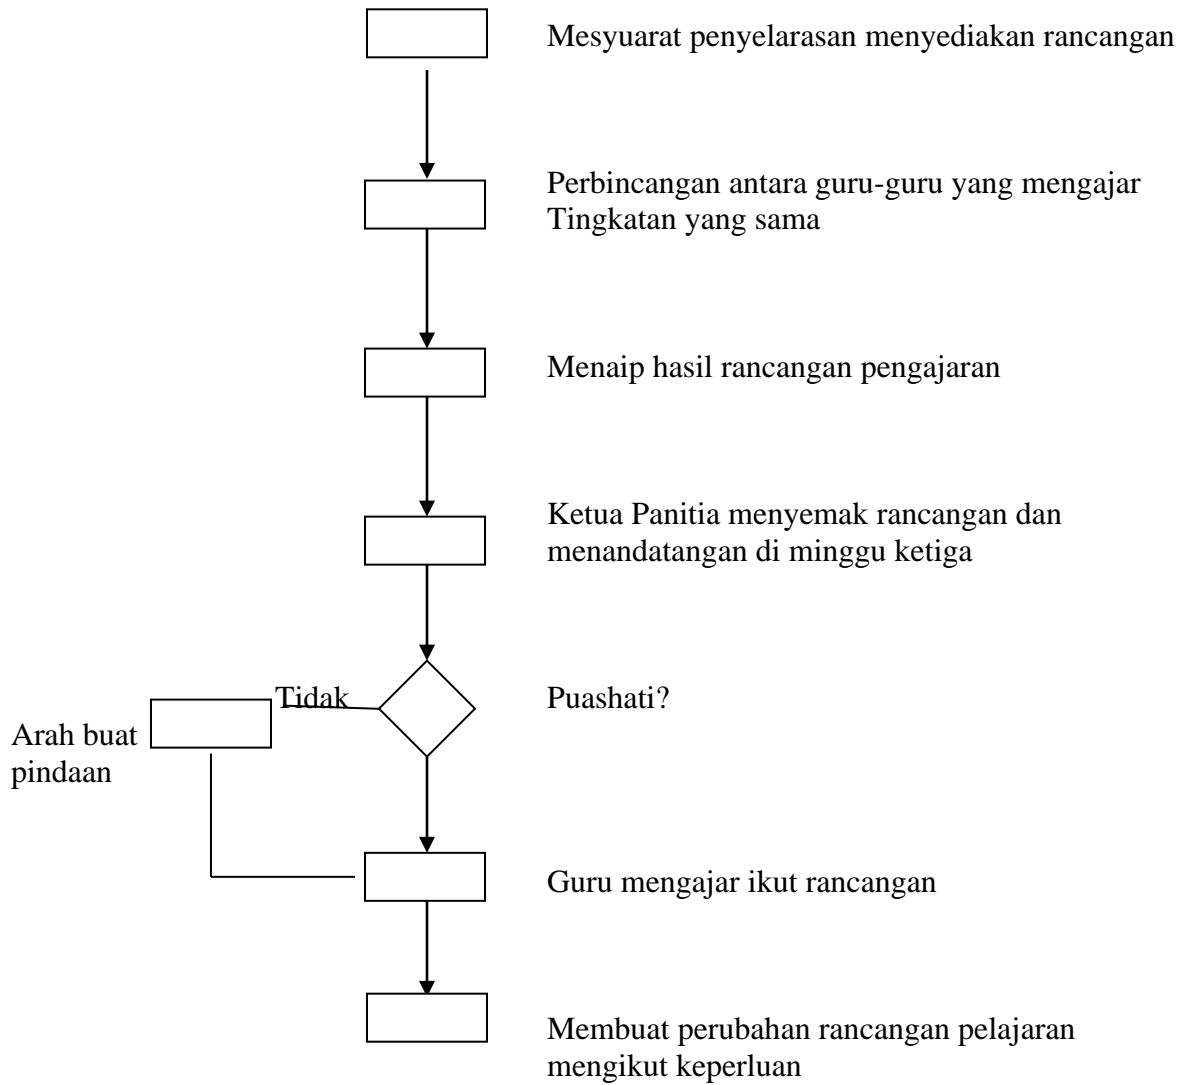 Mesyuarat penyelarasan menyediakan rancangan
Perbincangan antara guru-guru yang mengajar
Tingkatan yang sama
Menaip hasil rancangan pengajaran
Ketua Panitia menyemak rancangan dan
menandatangan di minggu ketiga
Tidak
Puashati?
Arah buat
pindaan
Guru mengajar ikut rancangan
Membuat perubahan rancangan pelajaran
mengikut keperluan